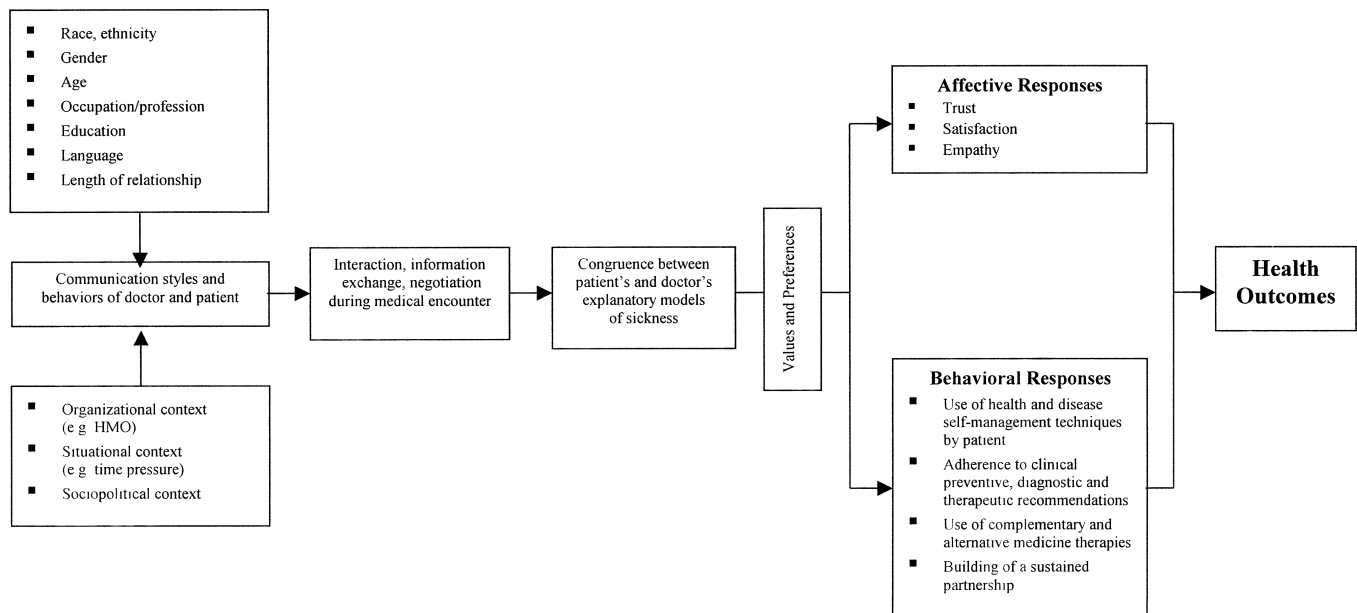 Race, ethnicity
Gender
Age
Occupation/profession
Education
Language
Length of relationship
Communication styles and
behaviors of doctor and patient
Organizational context
(e g HMO)
Situational context
(e g time pressure)
Sociopolitical context
Interaction, information
exchange, negotiation
during medical encounter
Congruence between
patient's and doctor's
explanatory models
of sickness
Values and Preferences
Affective Responses
Trust
Satisfaction
Empathy
Behavioral Responses
Use of health and disease
self-management techniques
by patient
Adherence to clinical
preventive, diagnostic and
therapeutic recommendations
Use of complementary and
alternative medicine therapies
Building of a sustained
partnership
Health
Outcomes